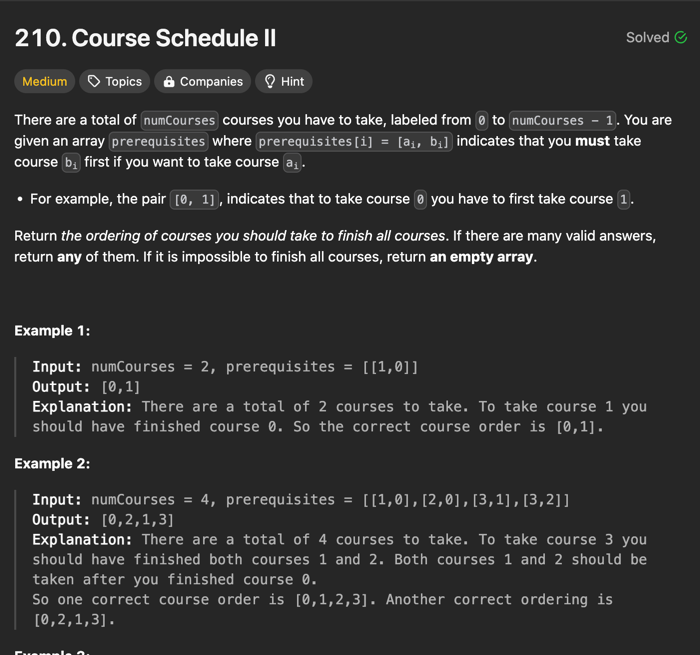 210. Course Schedule II
Solved
Medium
Topics
Companies
Hint
There are a total of numCourses courses you have to take, labeled from 0 to numCourses - 1. You are
given an array prerequisites where prerequisites[i] = [aᵢ, bᵢ] indicates that you must take
course bᵢ first if you want to take course aᵢ.
• For example, the pair [0, 1], indicates that to take course 0 you have to first take course 1.
Return the ordering of courses you should take to finish all courses. If there are many valid answers,
return any of them. If it is impossible to finish all courses, return an empty array.
Example 1:
Input: numCourses = 2, prerequisites = [[1,0]]
Output: [0,1]
Explanation: There are a total of 2 courses to take. To take course 1 you
should have finished course 0. So the correct course order is [0,1].
Example 2:
Input: numCourses = 4, prerequisites = [[1,0],[2,0],[3,1],[3,2]]
Output: [0,2,1,3]
Explanation: There are a total of 4 courses to take. To take course 3 you
should have finished both courses 1 and 2. Both courses 1 and 2 should be
taken after you finished course 0.
So one correct course order is [0,1,2,3]. Another correct ordering is
[0,2,1,3].